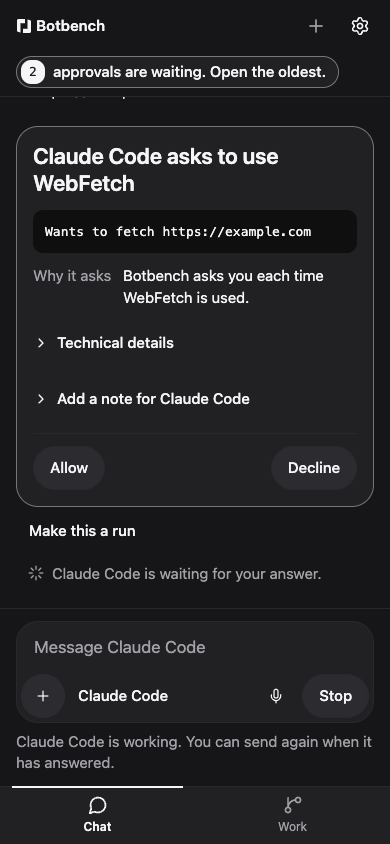 Botbench
2 approvals are waiting. Open the oldest.
Claude Code asks to use
WebFetch
Wants to fetch https://example.com
Why it asks Botbench asks you each time
WebFetch is used.
Technical details
Add a note for Claude Code
Allow Decline
Make this a run
Claude Code is waiting for your answer.
Message Claude Code
Claude Code Stop
Claude Code is working. You can send again when it
has answered.
Chat Work